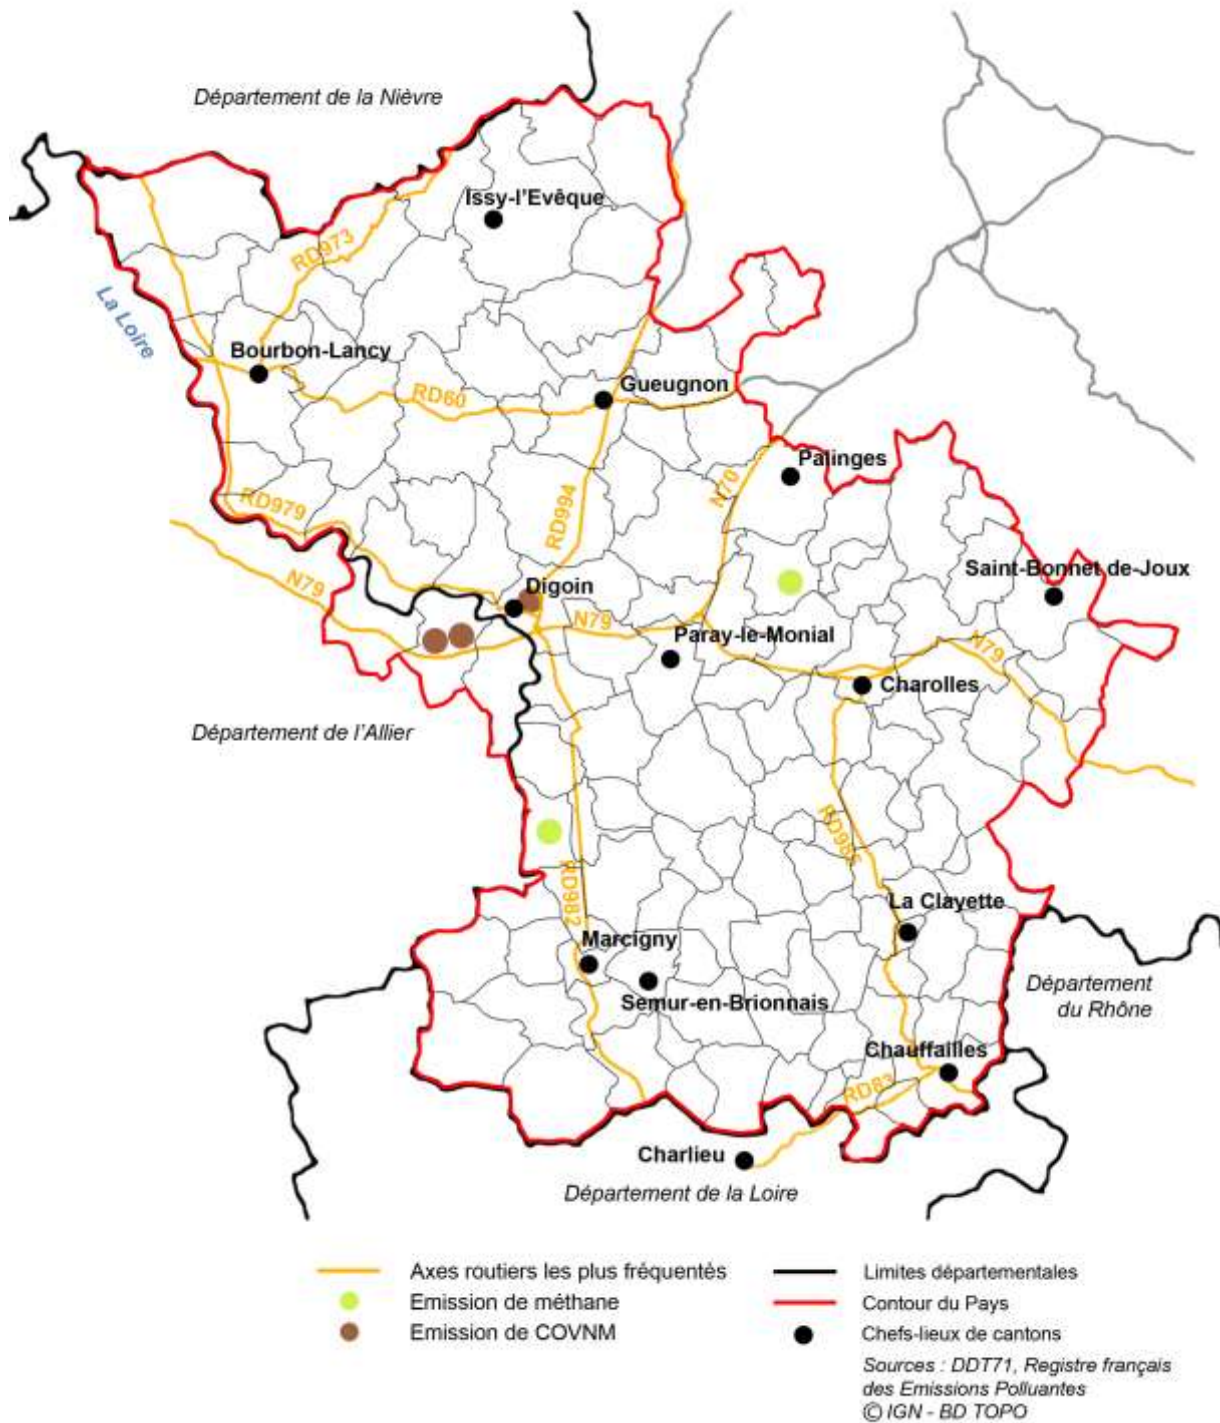 Département de la Nièvre
Issy-l'Evêque
RD973
La Loire
Bourbon-Lancy
Gueugnon
RD60
Palinges
N70
RD994
RD979
Saint-Bonnet-de-Joux
N79
Digoin
N79
Paray-le-Monial
N79
Charolles
Département de l'Allier
RD985
RD982
La Clayette
Marcigny
Semur-en-Brionnais
Département
du Rhône
Chauffailles
RD83
Charlieu
Département de la Loire
Axes routiers les plus fréquentés
Emission de méthane
Emission de COVNM
Limites départementales
Contour du Pays
Chefs-lieux de cantons
Sources : DDT71, Registre français
des Emissions Polluantes
© IGN - BD TOPO